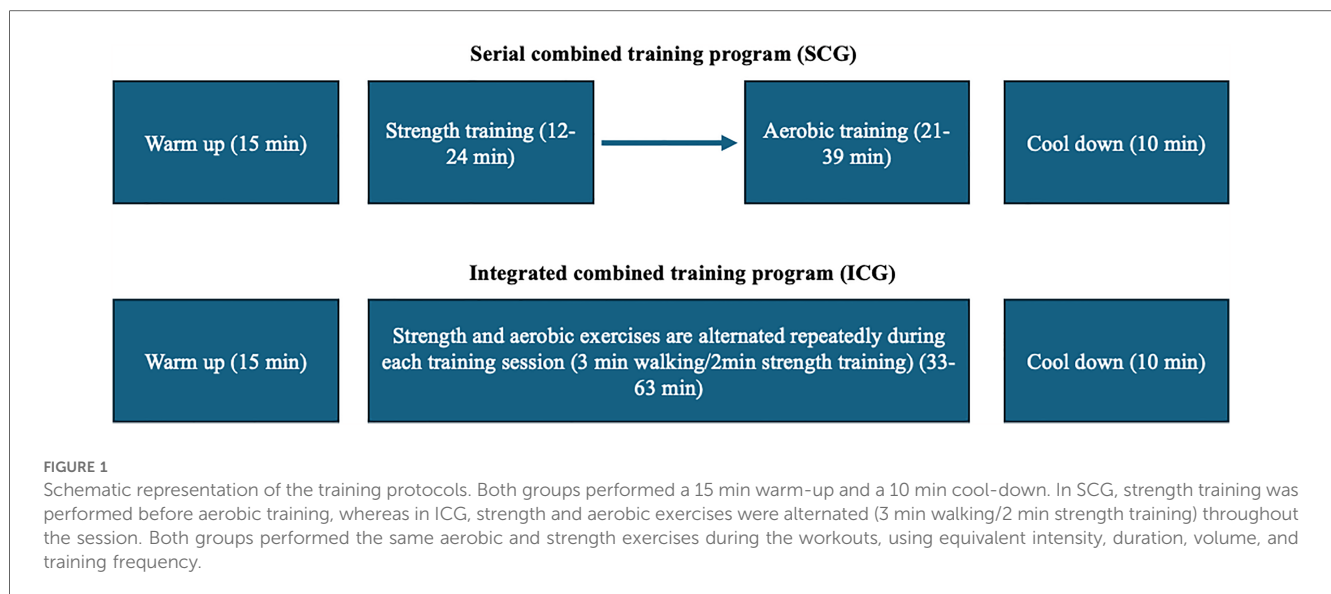 Serial combined training program (SCG)
Warm up (15 min)
Strength training (12-
24 min)
Aerobic training (21-
39 min)
Cool down (10 min)
Integrated combined training program (ICG)
Warm up (15 min)
Strength and aerobic exercises are alternated repeatedly during
each training session (3 min walking/2min strength training) (33-
63 min)
Cool down (10 min)
FIGURE 1
Schematic representation of the training protocols. Both groups performed a 15 min warm-up and a 10 min cool-down. In SCG, strength training was
performed before aerobic training, whereas in ICG, strength and aerobic exercises were alternated (3 min walking/2 min strength training) throughout
the session. Both groups performed the same aerobic and strength exercises during the workouts, using equivalent intensity, duration, volume, and
training frequency.